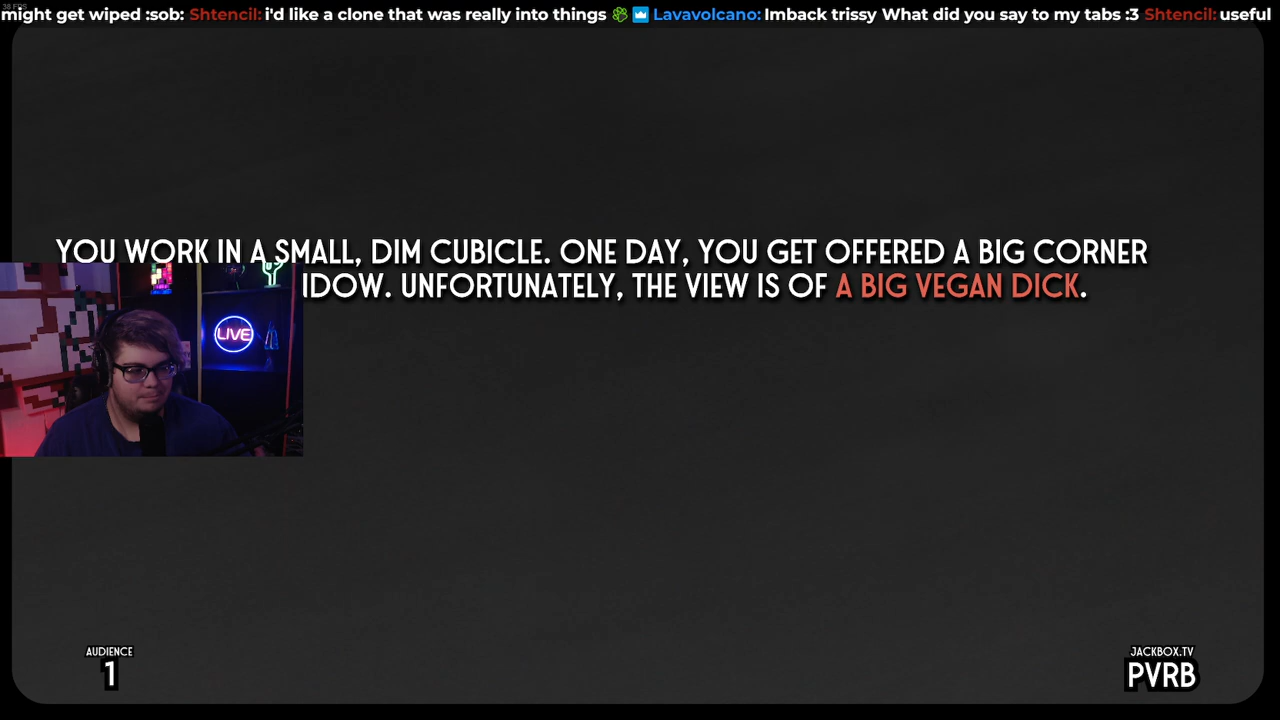 38 FPS
might get wiped :sob: Shtencil: i'd like a clone that was really into things Lavavolcano: Imback trissy What did you say to my tabs :3 Shtencil: useful
YOU WORK IN A SMALL, DIM CUBICLE. ONE DAY, YOU GET OFFERED A BIG CORNER
IDOW. UNFORTUNATELY, THE VIEW IS OF A BIG VEGAN DICK.
LIVE
AUDIENCE
1
JACKBOX.TV
PVRB